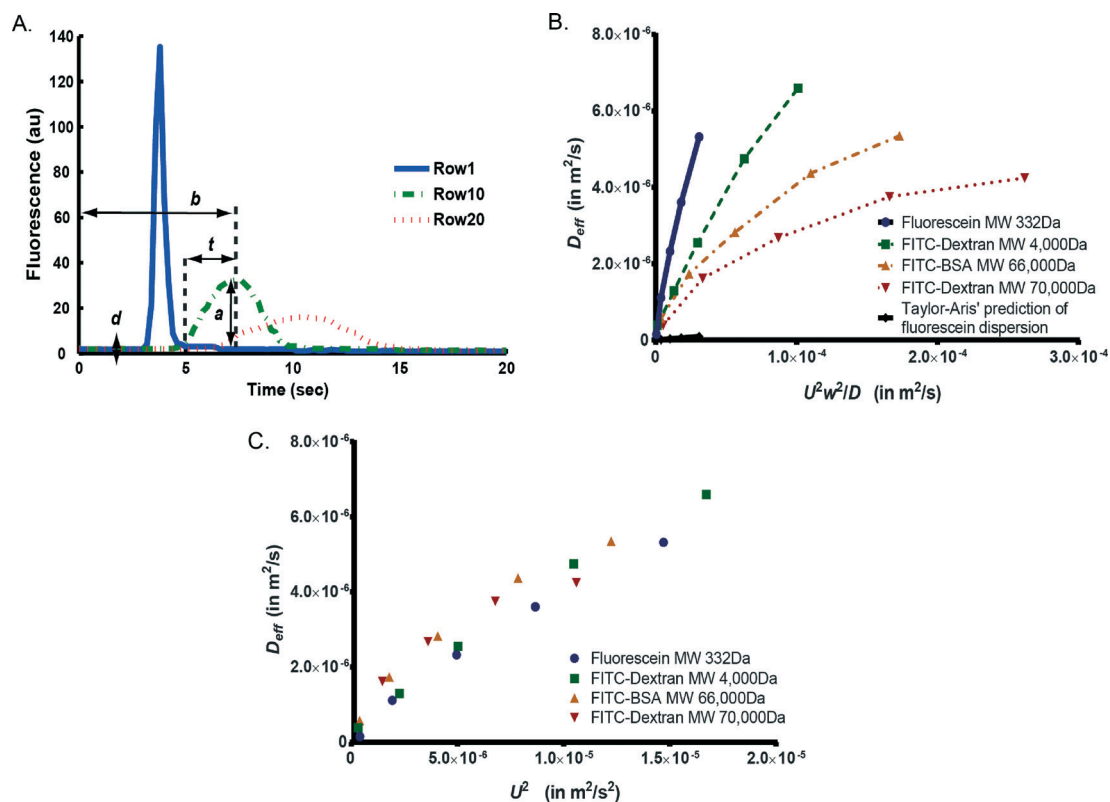 A.
140
120
100
80
60
40
20
0
Fluorescence (au)
0 5 10 15 20
Time (sec)
b
t
a
d
Row1
Row10
Row20
B.
8.0×10⁻⁶
6.0×10⁻⁶
4.0×10⁻⁶
2.0×10⁻⁶
0
D_eff (in m²/s)
0 1.0×10⁻⁴ 2.0×10⁻⁴ 3.0×10⁻⁴
U²w²/D (in m²/s)
Fluorescein MW 332Da
FITC-Dextran MW 4,000Da
FITC-BSA MW 66,000Da
FITC-Dextran MW 70,000Da
Taylor-Aris' prediction of
fluorescein dispersion
C.
8.0×10⁻⁶
6.0×10⁻⁶
4.0×10⁻⁶
2.0×10⁻⁶
0
D_eff (in m²/s)
0 5.0×10⁻⁶ 1.0×10⁻⁵ 1.5×10⁻⁵ 2.0×10⁻⁵
U² (in m²/s²)
Fluorescein MW 332Da
FITC-Dextran MW 4,000Da
FITC-BSA MW 66,000Da
FITC-Dextran MW 70,000Da